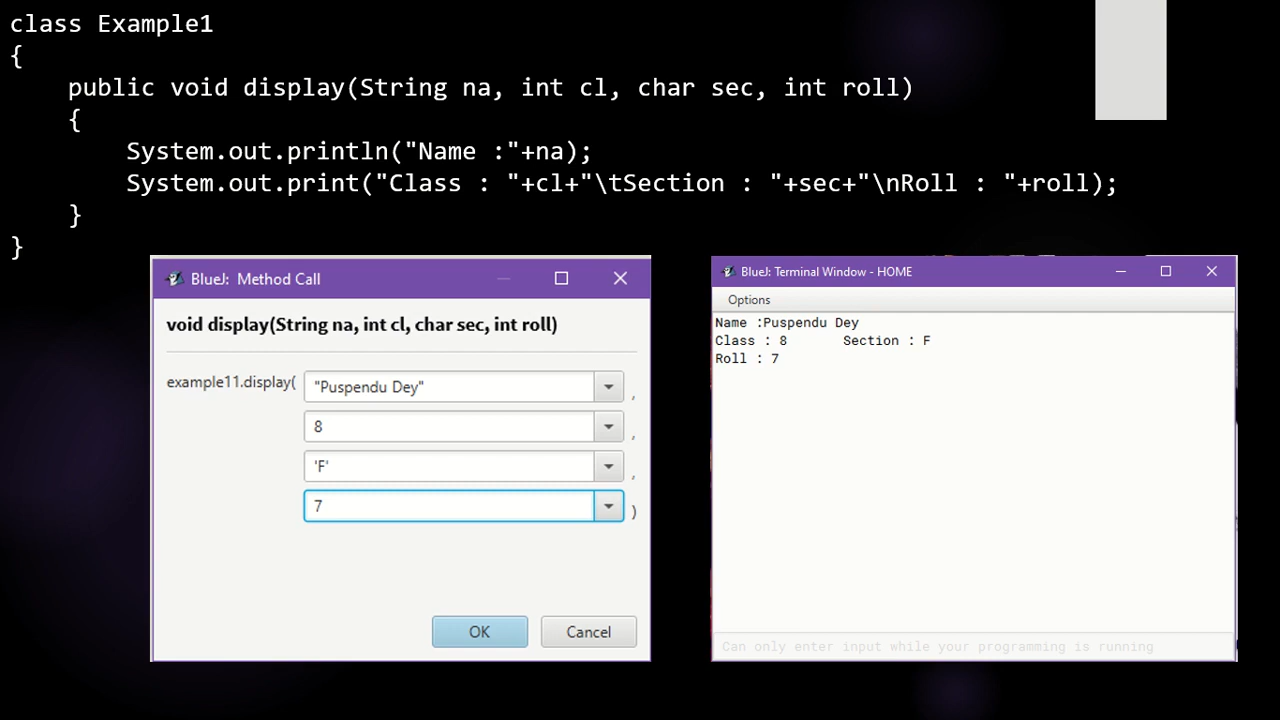 class Example1
{
    public void display(String na, int cl, char sec, int roll)
    {
        System.out.println("Name :"+na);
        System.out.print("Class : "+cl+"\tSection : "+sec+"\nRoll : "+roll);
    }
}
BlueJ: Method Call
void display(String na, int cl, char sec, int roll)
example11.display( "Puspendu Dey" ,
8 ,
'F' ,
7 )
OK Cancel
BlueJ: Terminal Window - HOME
Options
Name :Puspendu Dey
Class : 8       Section : F
Roll : 7
Can only enter input while your programming is running